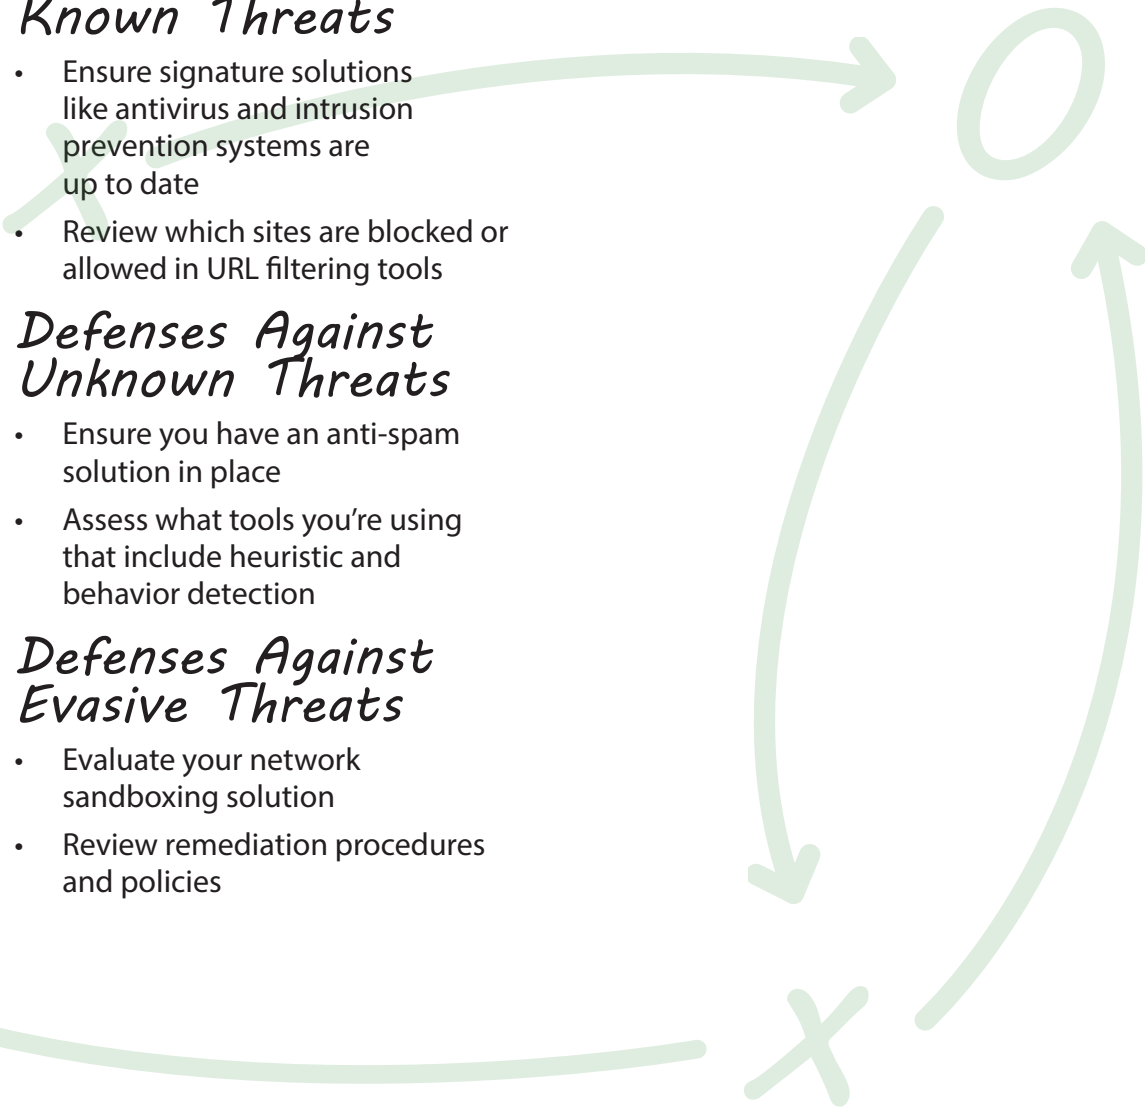 Known Threats
• Ensure signature solutions
like antivirus and intrusion
prevention systems are
up to date
• Review which sites are blocked or
allowed in URL filtering tools
Defenses Against
Unknown Threats
• Ensure you have an anti-spam
solution in place
• Assess what tools you're using
that include heuristic and
behavior detection
Defenses Against
Evasive Threats
• Evaluate your network
sandboxing solution
• Review remediation procedures
and policies